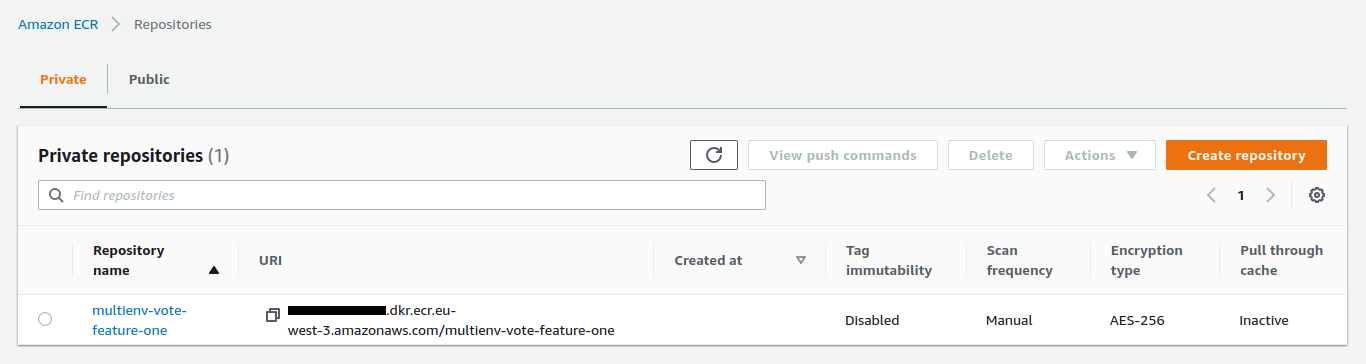 Amazon ECR > Repositories
Private Public
Private repositories (1) View push commands Delete Actions Create repository
Find repositories 1
Repository name URI Created at Tag immutability Scan frequency Encryption type Pull through cache
multienv-vote-feature-one .dkr.ecr.eu-west-3.amazonaws.com/multienv-vote-feature-one Disabled Manual AES-256 Inactive